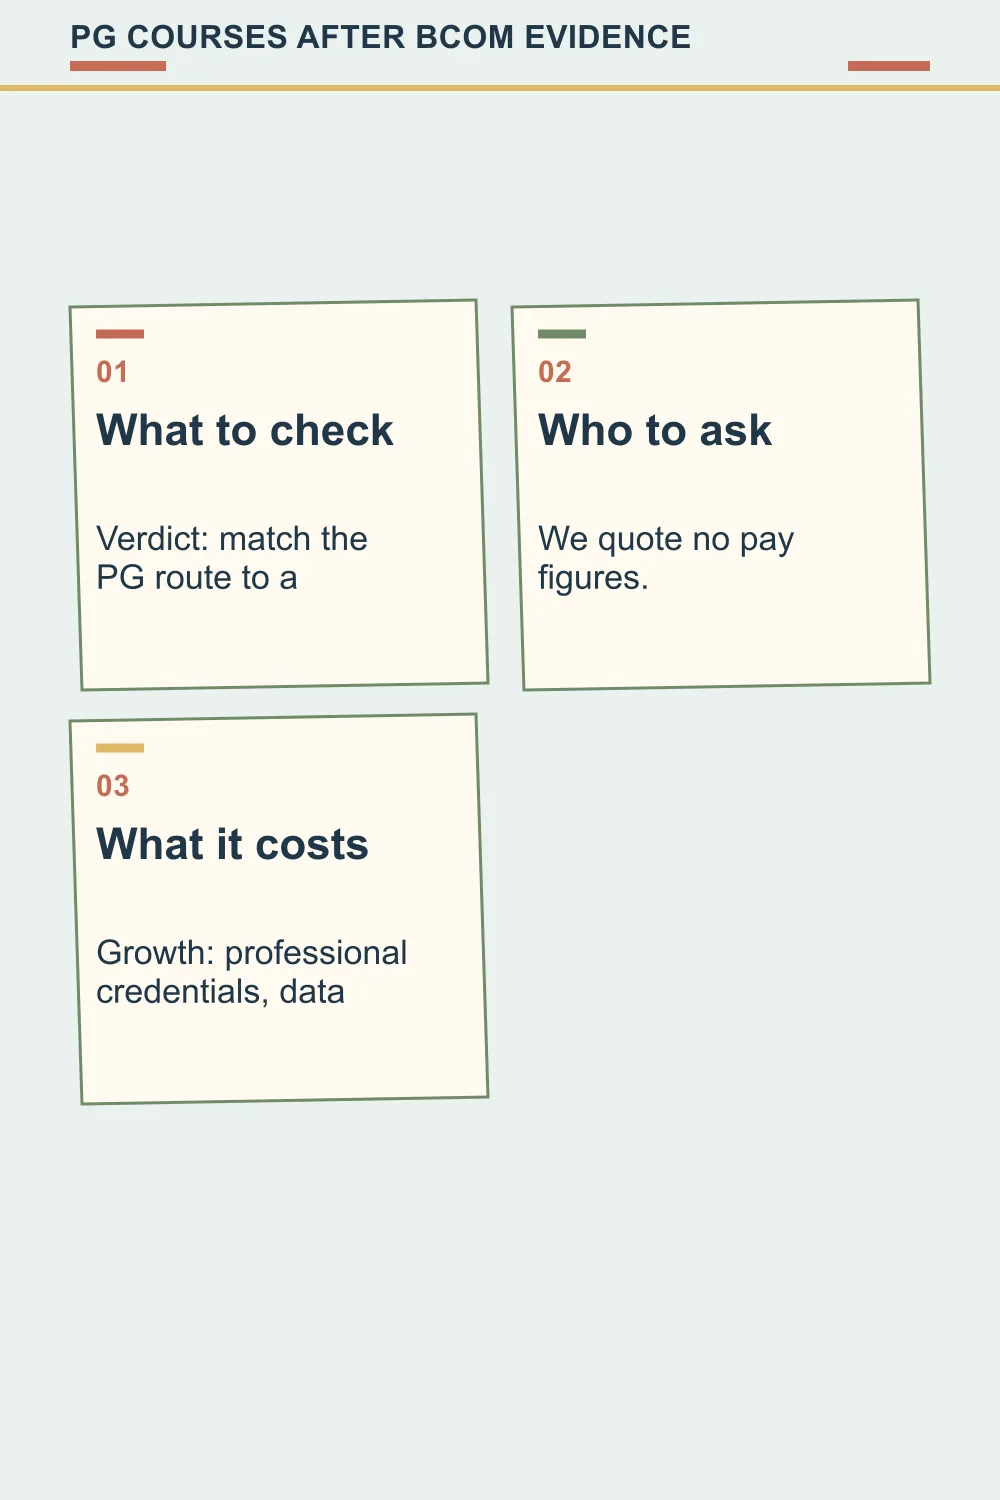 PG COURSES AFTER BCOM EVIDENCE
01
What to check
Verdict: match the
PG route to a
02
Who to ask
We quote no pay
figures.
03
What it costs
Growth: professional
credentials, data